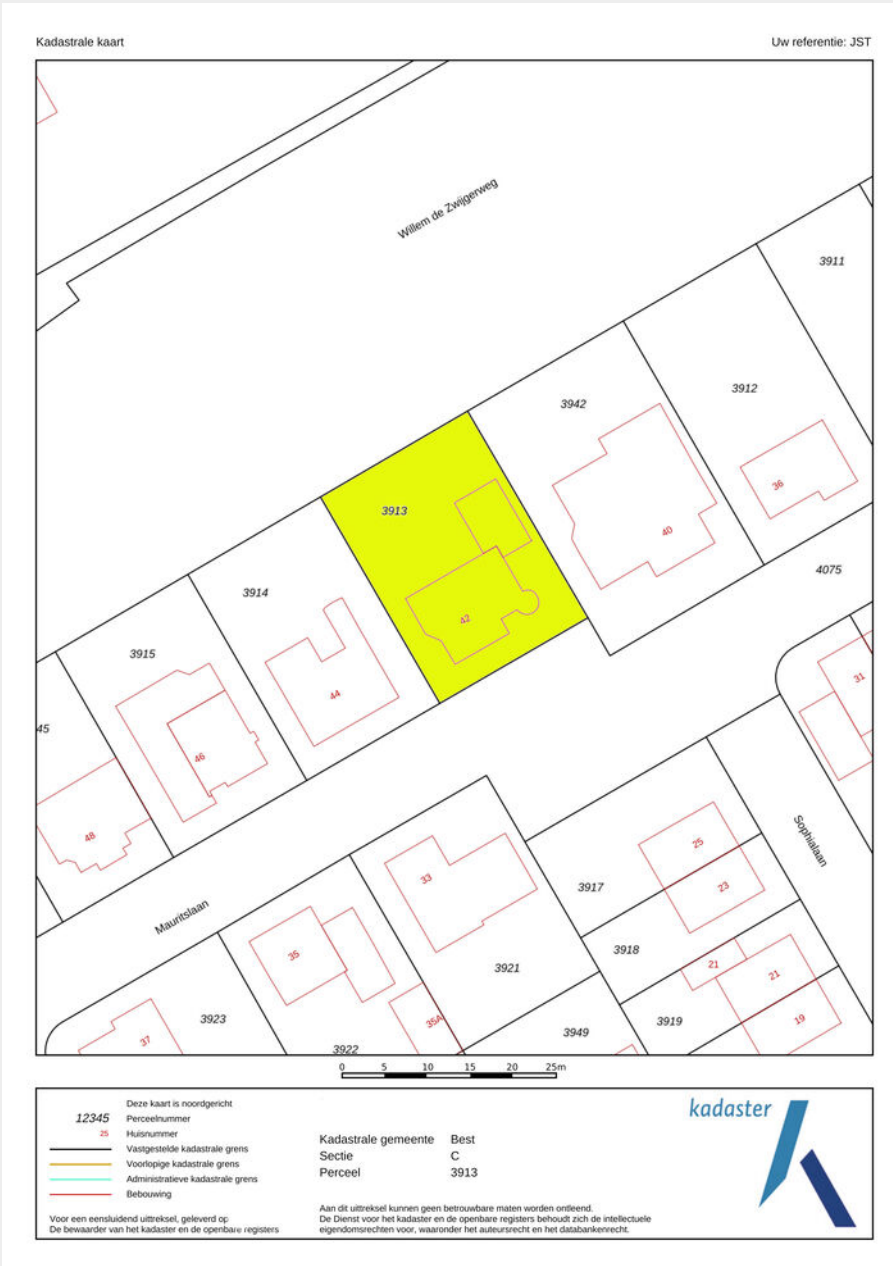 Kadastrale kaart
Uw referentie: JST
Willem de Zwijgerweg
3911
3912
3942
36
3913
40
4075
3914
42
3915
44
31
45
46
48
25
Sophialaan
33
23
3917
Mauritslaan
35
3918
21
3921
21
3923
35A
3919
19
37
3922
3949
0 5 10 15 20 25m
Deze kaart is noordgericht
12345 Perceelnummer
25 Huisnummer
Vastgestelde kadastrale grens
Voorlopige kadastrale grens
Administratieve kadastrale grens
Bebouwing
Voor een eensluidend uittreksel, geleverd op
De bewaarder van het kadaster en de openbare registers
Kadastrale gemeente Best
Sectie C
Perceel 3913
Aan dit uittreksel kunnen geen betrouwbare maten worden ontleend.
De Dienst voor het kadaster en de openbare registers behoudt zich de intellectuele
eigendomsrechten voor, waaronder het auteursrecht en het databankenrecht.
kadaster